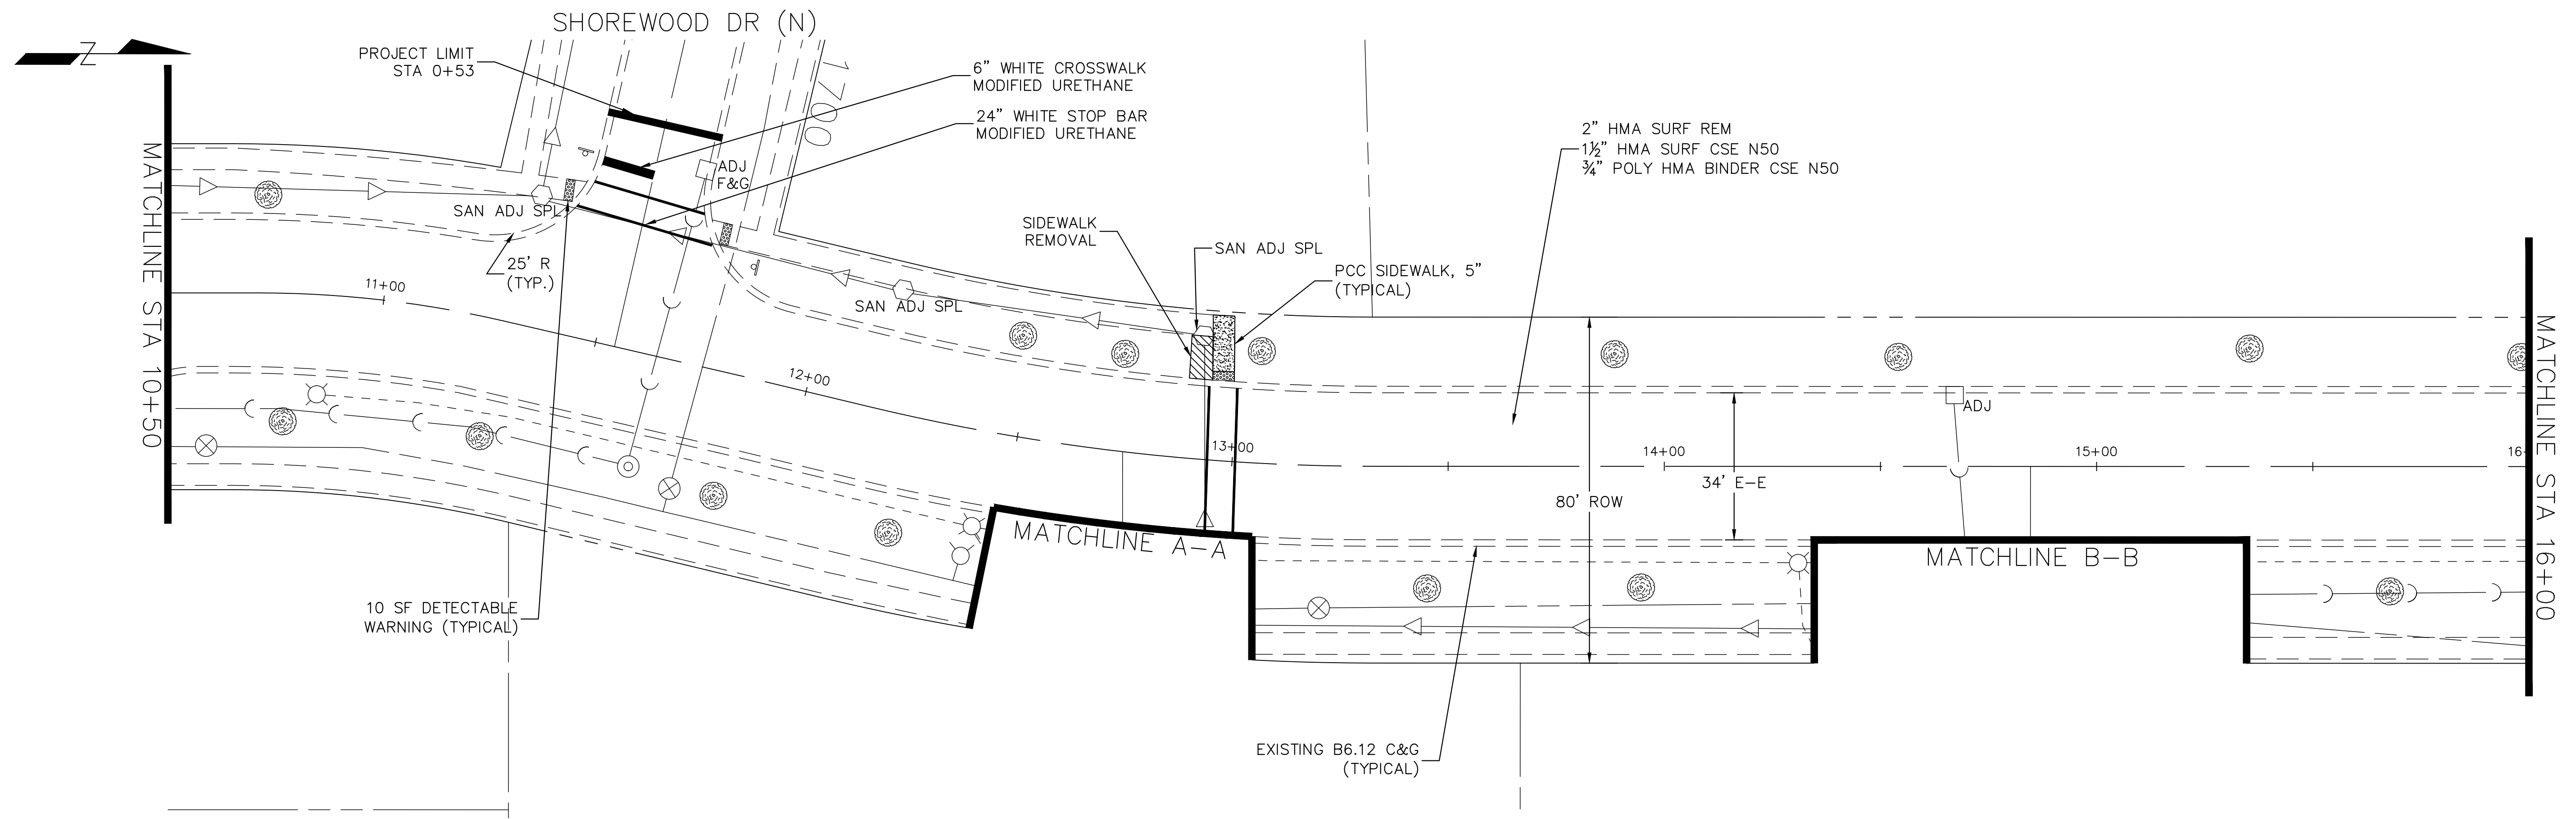 SHOREWOOD DR (N)
Z
PROJECT LIMIT
STA 0+53
6" WHITE CROSSWALK
MODIFIED URETHANE
24" WHITE STOP BAR
MODIFIED URETHANE
1700
2" HMA SURF REM
1½" HMA SURF CSE N50
¾" POLY HMA BINDER CSE N50
MATCHLINE STA 10+50
ADJ
F&G
SAN ADJ SPL
25' R
(TYP.)
SIDEWALK
REMOVAL
SAN ADJ SPL
PCC SIDEWALK, 5"
(TYPICAL)
SAN ADJ SPL
11+00
12+00
13+00
14+00
15+00
16+
ADJ
34' E-E
80' ROW
MATCHLINE A-A
MATCHLINE B-B
MATCHLINE STA 16+00
10 SF DETECTABLE
WARNING (TYPICAL)
EXISTING B6.12 C&G
(TYPICAL)